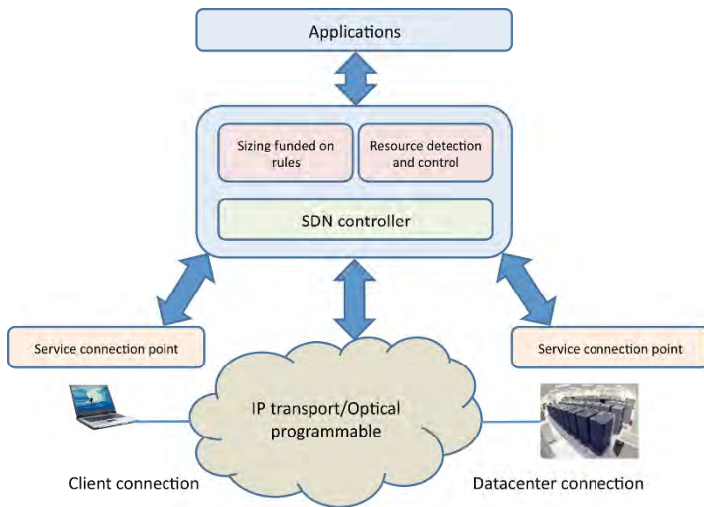 Applications
Sizing funded on
rules
Resource detection
and control
SDN controller
Service connection point
Service connection point
IP transport/Optical
programmable
Client connection
Datacenter connection